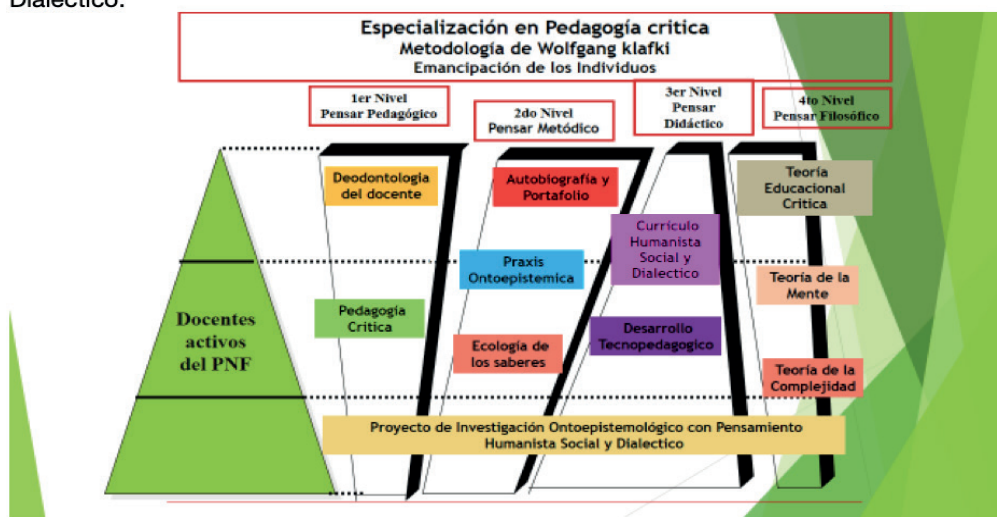 Dialéctico.
Especialización en Pedagogía critica
Metodología de Wolfgang klafki
Emancipación de los Individuos
1er Nivel
Pensar Pedagógico
2do Nivel
Pensar Metódico
3er Nivel
Pensar
Didáctico
4to Nivel
Pensar Filosófico
Deodontología
del docente
Autobiografía y
Portafolio
Teoría
Educacional
Critica
Currículo
Humanista
Social y
Dialectico
Praxis
Ontoepistemica
Teoría de la
Mente
Docentes
activos
del PNF
Pedagogía
Critica
Ecología de
los saberes
Desarrollo
Tecnopedagogico
Teoría de la
Complejidad
Proyecto de Investigación Ontoepistemológico con Pensamiento
Humanista Social y Dialectico